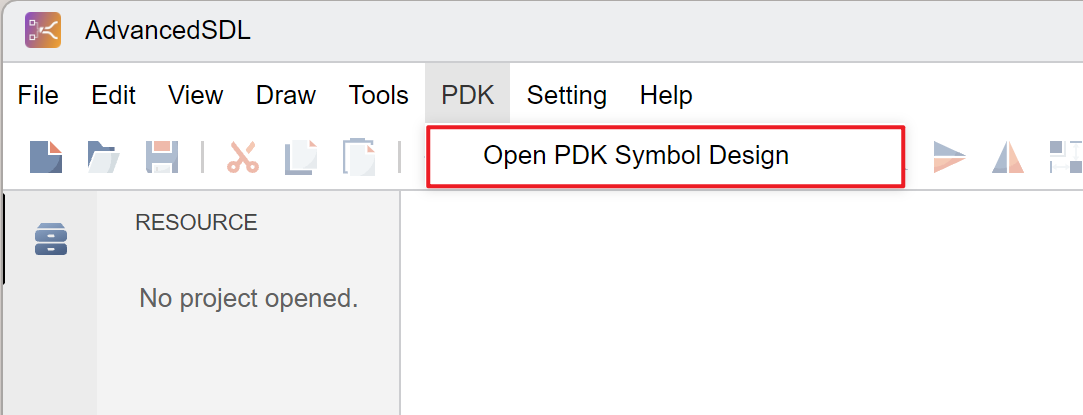 AdvancedSDL
File Edit View Draw Tools PDK Setting Help
Open PDK Symbol Design
RESOURCE
No project opened.